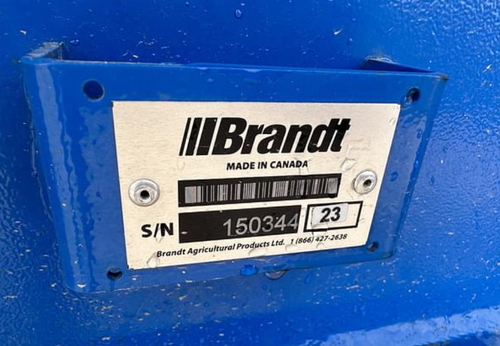 Brandt
MADE IN CANADA
S/N 150344 23
Brandt Agricultural Products Ltd. 1 (866) 427-2638